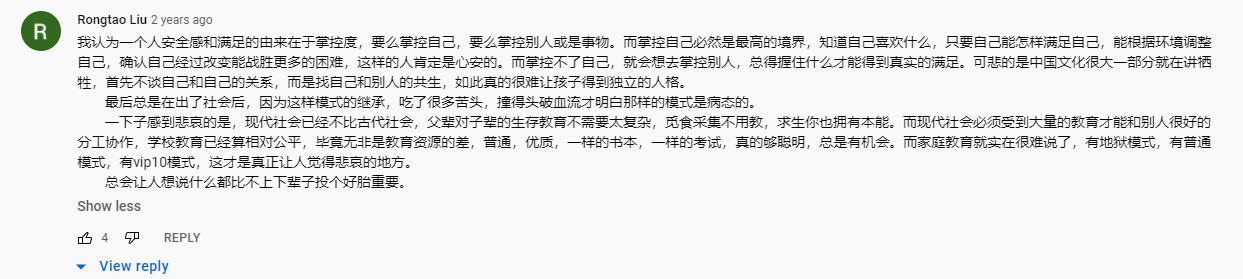 R
Rongtao Liu 2 years ago
我认为一个人安全感和满足的由来在于掌控度，要么掌控自己，要么掌控别人或是事物。而掌控自己必然是最高的境界，知道自己喜欢什么，只要自己能怎样满足自己，能根据环境调整
自己，确认自己经过改变能战胜更多的困难，这样的人肯定是心安的。而掌控不了自己，就会想去掌控别人，总得握住什么才能得到真实的满足。可悲的是中国文化很大一部分就在讲牺
牲，首先不谈自己和自己的关系，而是找自己和别人的共生，如此真的很难让孩子得到独立的人格。
最后总是在出了社会后，因为这样模式的继承，吃了很多苦头，撞得头破血流才明白那样的模式是病态的。
一下子感到悲哀的是，现代社会已经不比古代社会，父辈对子辈的生存教育不需要太复杂，觅食采集不用教，求生你也拥有本能。而现代社会必须受到大量的教育才能和别人很好的
分工协作，学校教育已经算相对公平，毕竟无非是教育资源的差，普通，优质，一样的书本，一样的考试，真的够聪明，总是有机会。而家庭教育就实在很难说了，有地狱模式，有普通
模式，有vip10模式，这才是真正让人觉得悲哀的地方。
总会让人想说什么都比不上下辈子投个好胎重要。
Show less
4 REPLY
View reply